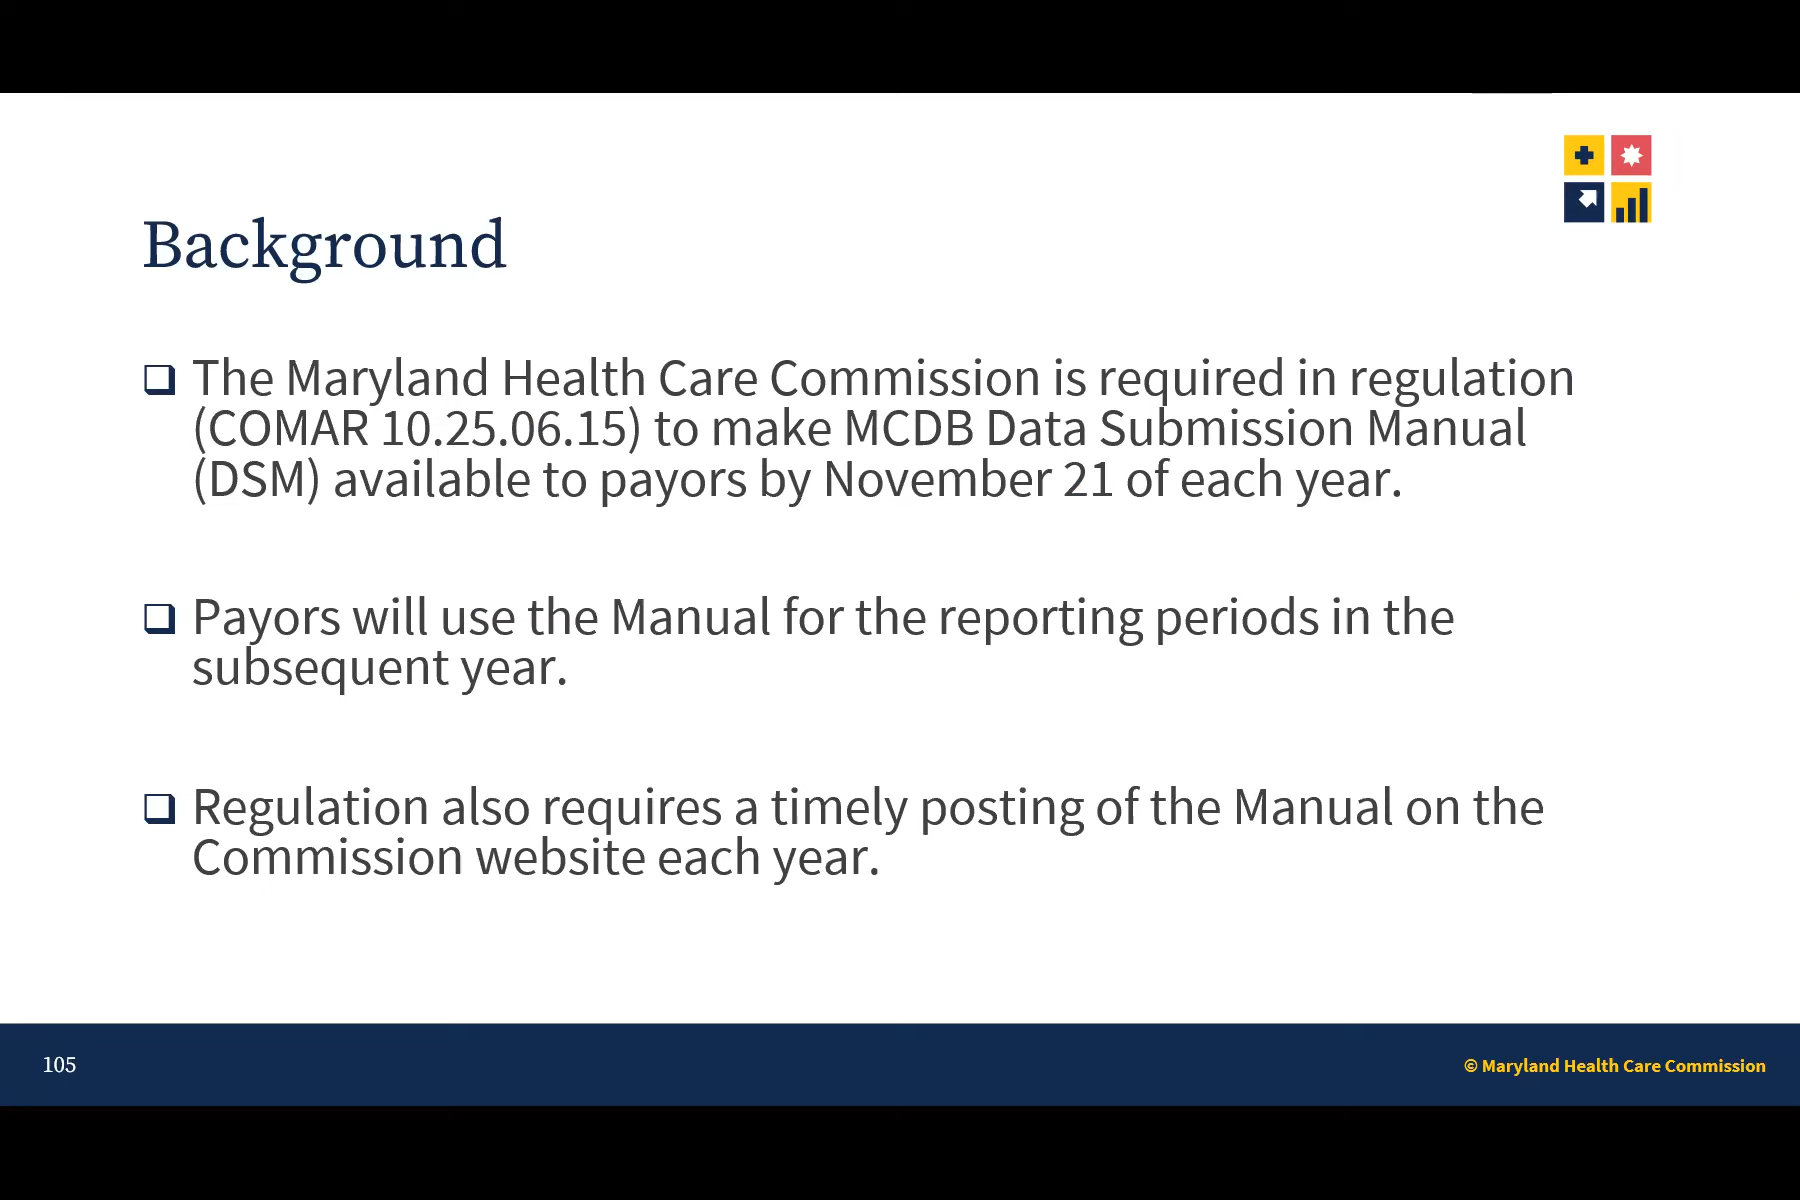 Background
The Maryland Health Care Commission is required in regulation
(COMAR 10.25.06.15) to make MCDB Data Submission Manual
(DSM) available to payors by November 21 of each year.
Payors will use the Manual for the reporting periods in the
subsequent year.
Regulation also requires a timely posting of the Manual on the
Commission website each year.
105
© Maryland Health Care Commission